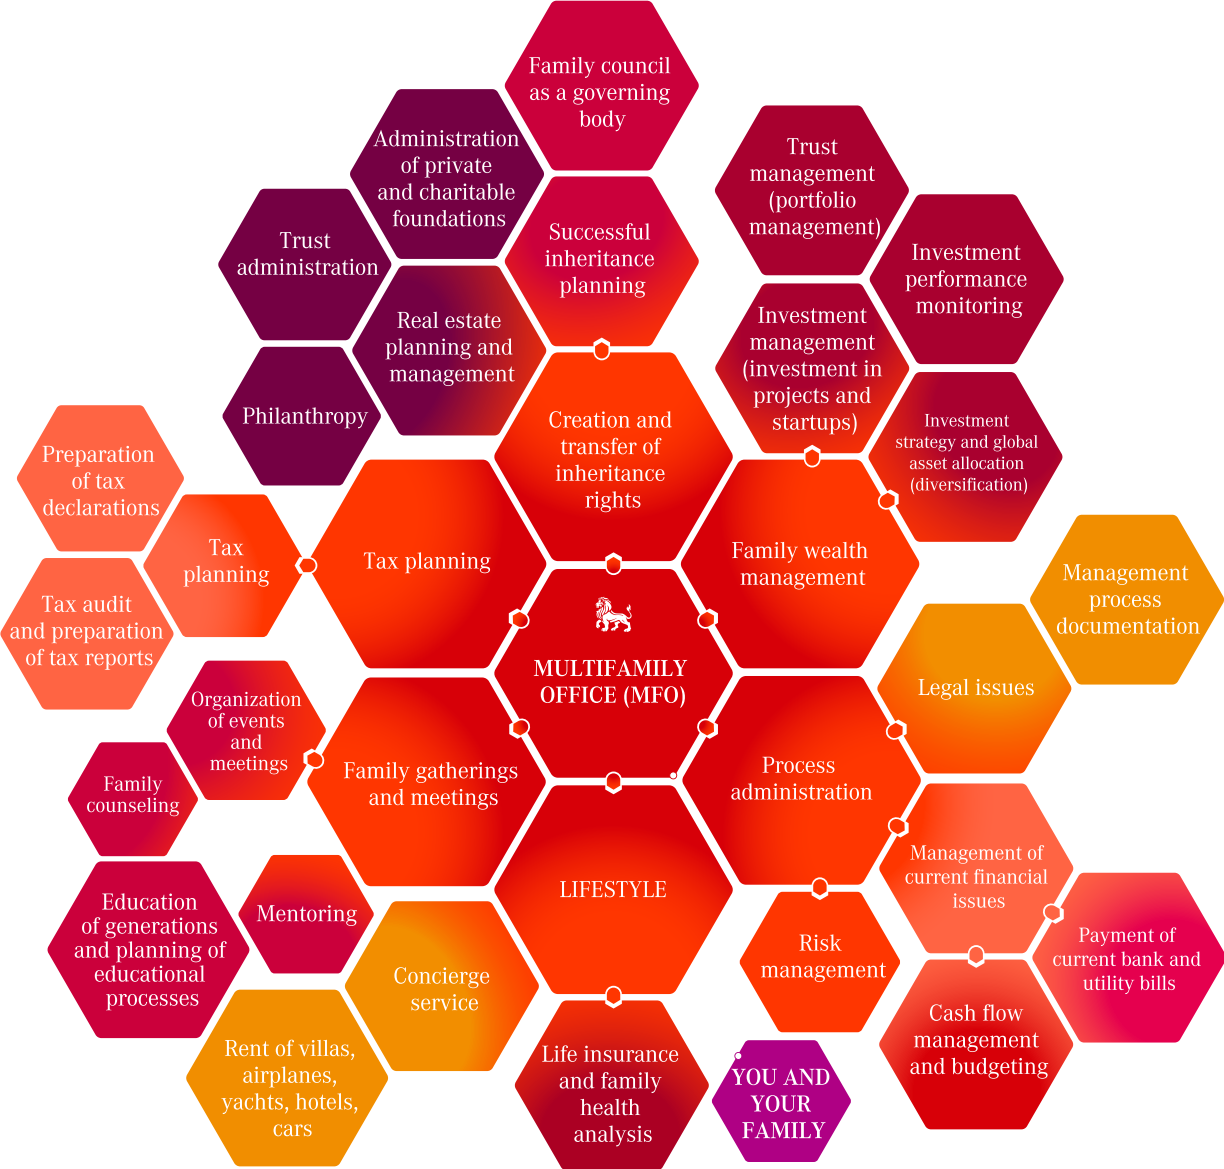 Family council
as a governing
body
Administration
of private
and charitable
foundations
Trust
management
(portfolio
management)
Trust
administration
Successful
inheritance
planning
Investment
performance
monitoring
Real estate
planning and
management
Investment
management
(investment in
projects and
startups)
Philanthropy
Creation and
transfer of
inheritance
rights
Investment
strategy and global
asset allocation
(diversification)
Preparation
of tax
declarations
Tax
planning
Tax planning
Family wealth
management
Management
process
documentation
Tax audit
and preparation
of tax reports
MULTIFAMILY
OFFICE (MFO)
Legal issues
Organization
of events
and
meetings
Family gatherings
and meetings
Process
administration
Family
counseling
LIFESTYLE
Management of
current financial
issues
Education
of generations
and planning of
educational
processes
Mentoring
Concierge
service
Risk
management
Payment of
current bank and
utility bills
Rent of villas,
airplanes,
yachts, hotels,
cars
Life insurance
and family
health
analysis
YOU AND
YOUR
FAMILY
Cash flow
management
and budgeting